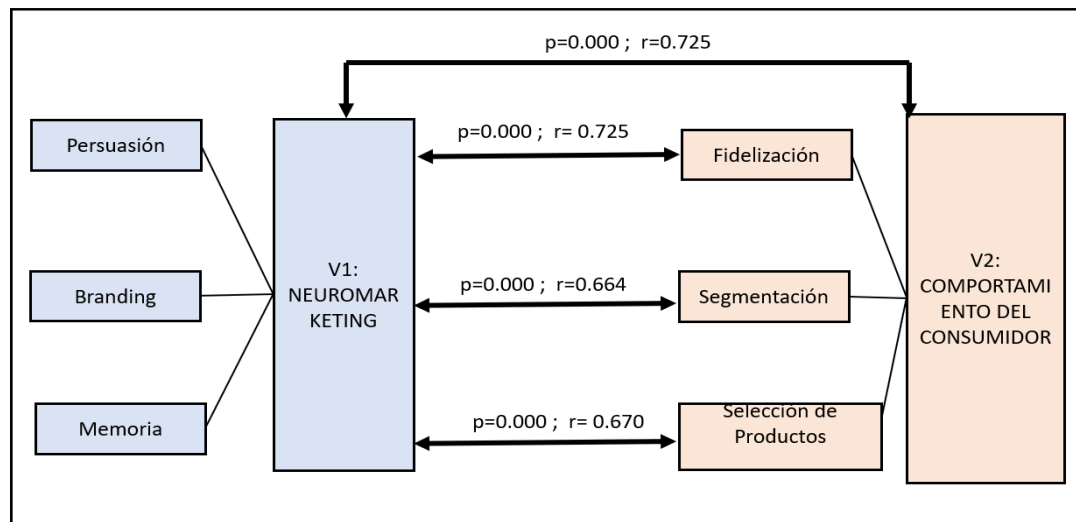 p=0.000 ; r=0.725
Persuasión
p=0.000 ; r= 0.725
Fidelización
V1:
NEUROMAR
KETING
V2:
COMPORTAMI
ENTO DEL
CONSUMIDOR
Branding
p=0.000 ; r=0.664
Segmentación
Memoria
p=0.000 ; r= 0.670
Selección de
Productos